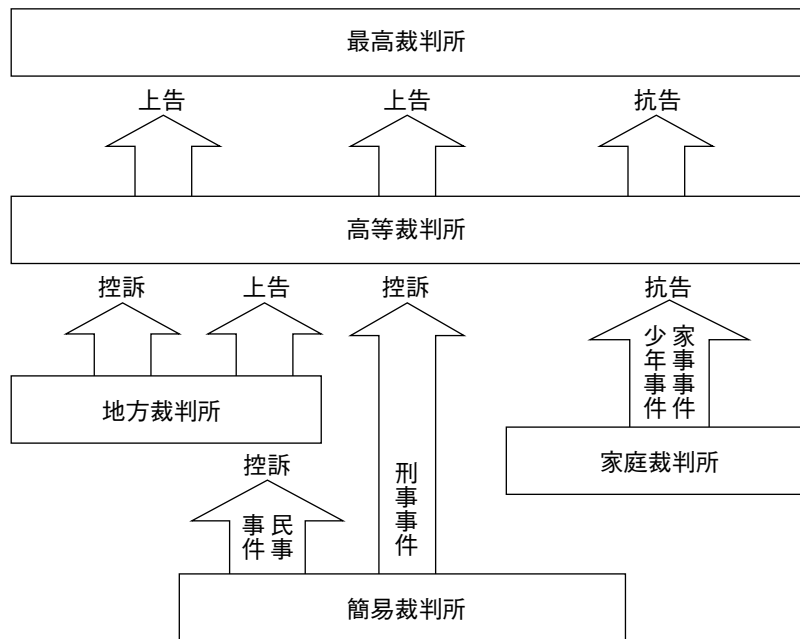 最高裁判所
上告
上告
抗告
高等裁判所
控訴
上告
控訴
抗告
家事事件
少年事件
地方裁判所
家庭裁判所
控訴
刑事事件
民事
事件
簡易裁判所